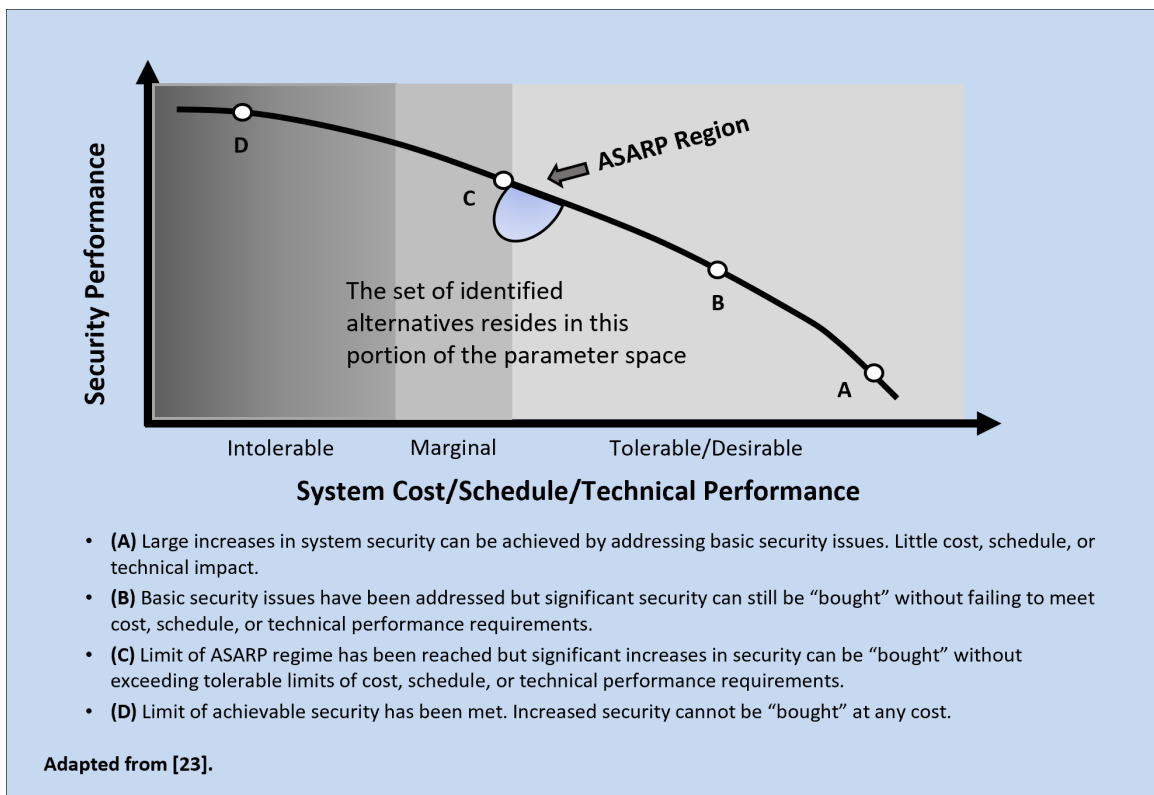 Security Performance
D
C
ASARP Region
B
A
The set of identified
alternatives resides in this
portion of the parameter space
Intolerable
Marginal
Tolerable/Desirable
System Cost/Schedule/Technical Performance
• (A) Large increases in system security can be achieved by addressing basic security issues. Little cost, schedule, or
technical impact.
• (B) Basic security issues have been addressed but significant security can still be “bought” without failing to meet
cost, schedule, or technical performance requirements.
• (C) Limit of ASARP regime has been reached but significant increases in security can be “bought” without
exceeding tolerable limits of cost, schedule, or technical performance requirements.
• (D) Limit of achievable security has been met. Increased security cannot be “bought” at any cost.
Adapted from [23].